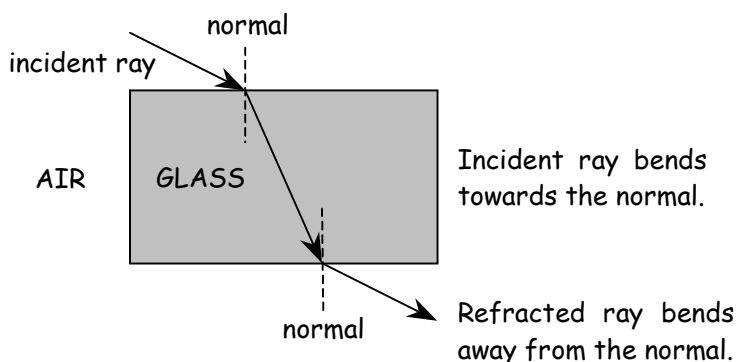 normal
incident ray
AIR
GLASS
Incident ray bends
towards the normal.
normal
Refracted ray bends
away from the normal.